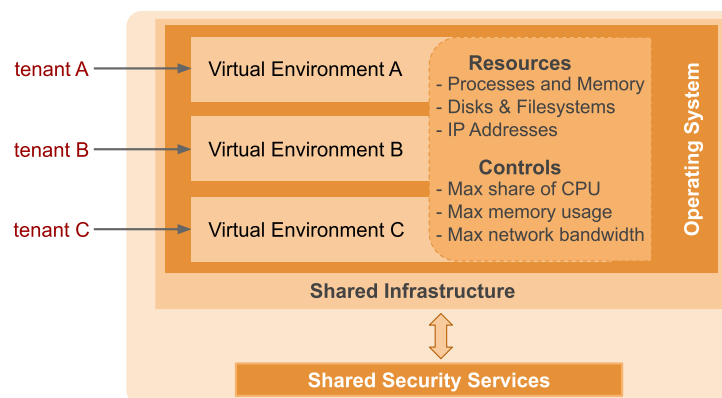 tenant A
Virtual Environment A
tenant B
Virtual Environment B
tenant C
Virtual Environment C
Resources
- Processes and Memory
- Disks & Filesystems
- IP Addresses
Controls
- Max share of CPU
- Max memory usage
- Max network bandwidth
Operating System
Shared Infrastructure
Shared Security Services